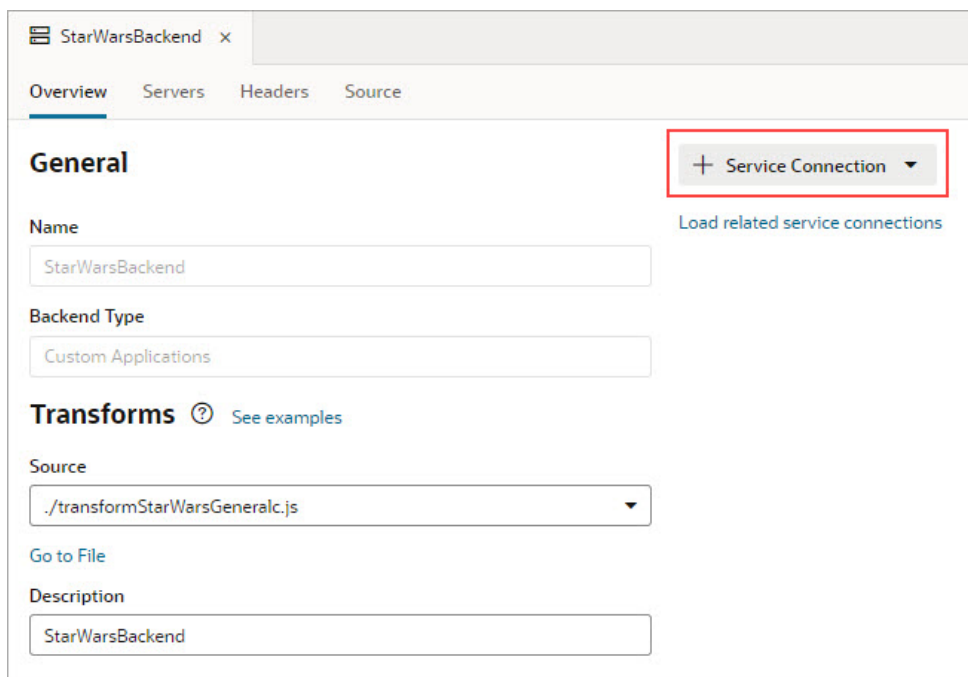 StarWarsBackend ×
Overview Servers Headers Source
General
+ Service Connection
Load related service connections
Name
StarWarsBackend
Backend Type
Custom Applications
Transforms ? See examples
Source
./transformStarWarsGeneralc.js
Go to File
Description
StarWarsBackend